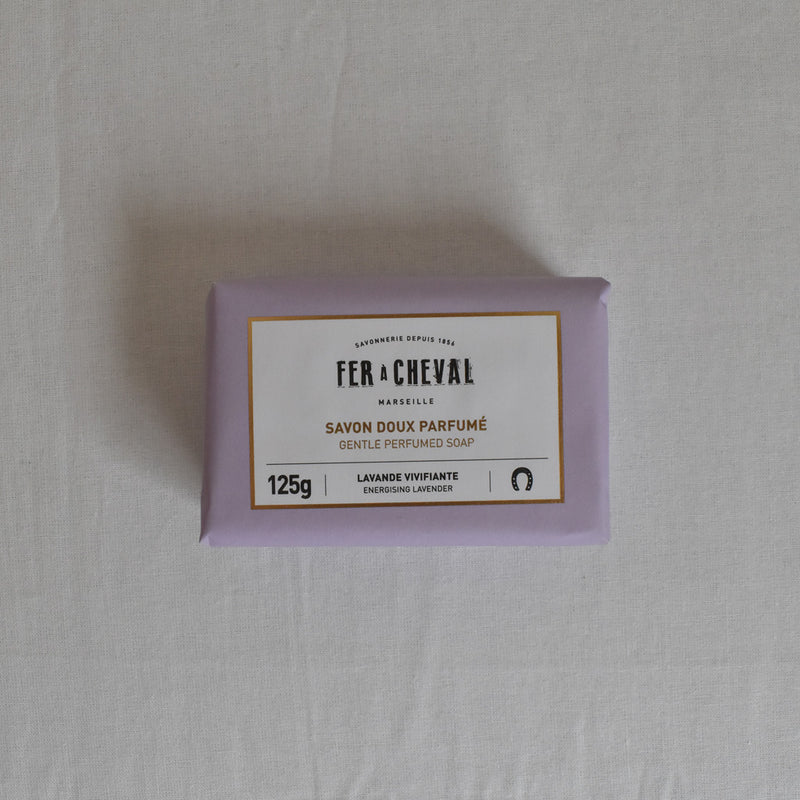 SAVONNERIE DEPUIS 1856
FER À CHEVAL
MARSEILLE
SAVON DOUX PARFUMÉ
GENTLE PERFUMED SOAP
125g
LAVANDE VIVIFIANTE
ENERGISING LAVENDER